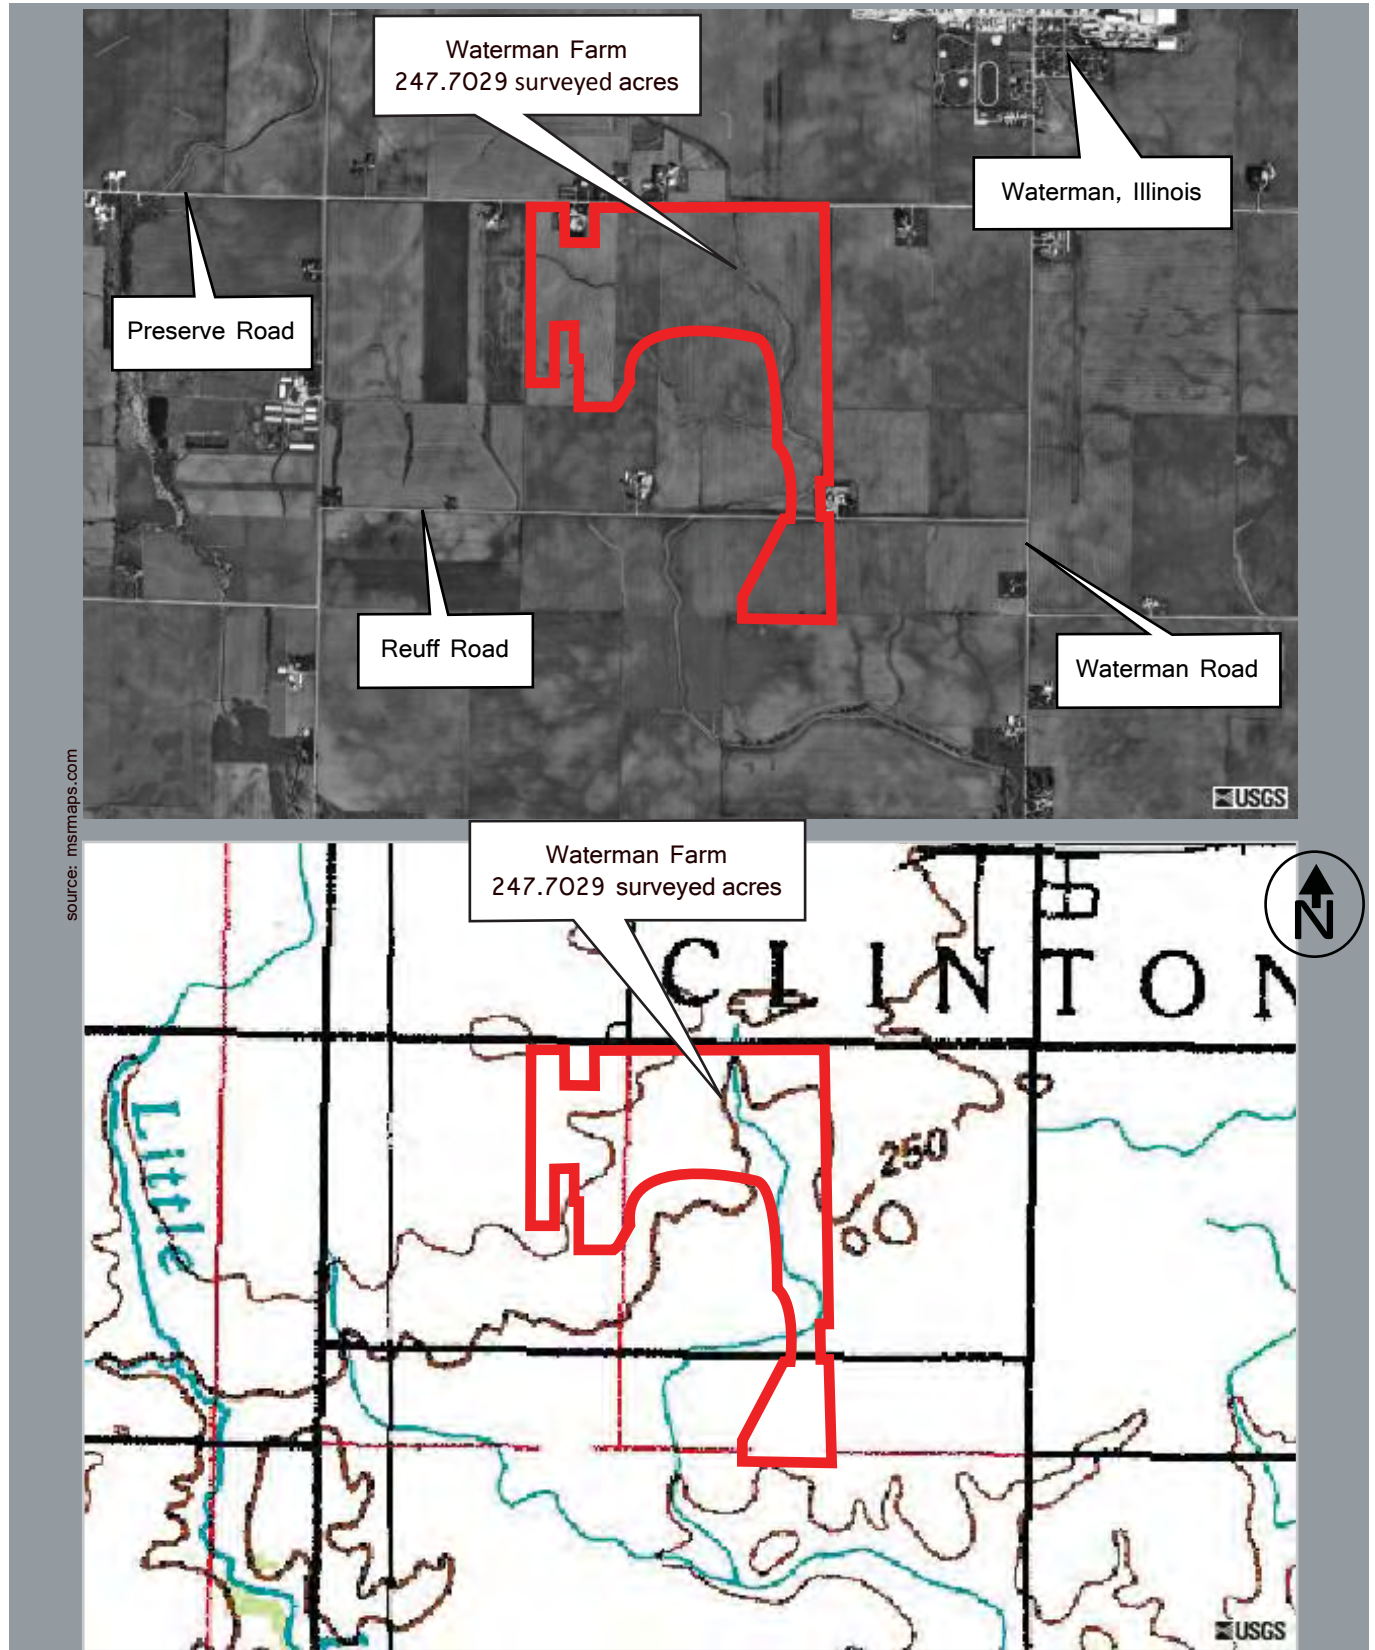 Waterman Farm
247.7029 surveyed acres
Waterman, Illinois
Preserve Road
Reuff Road
Waterman Road
USGS
source: msrmaps.com
Waterman Farm
247.7029 surveyed acres
N
CLINTON
Little
250
USGS